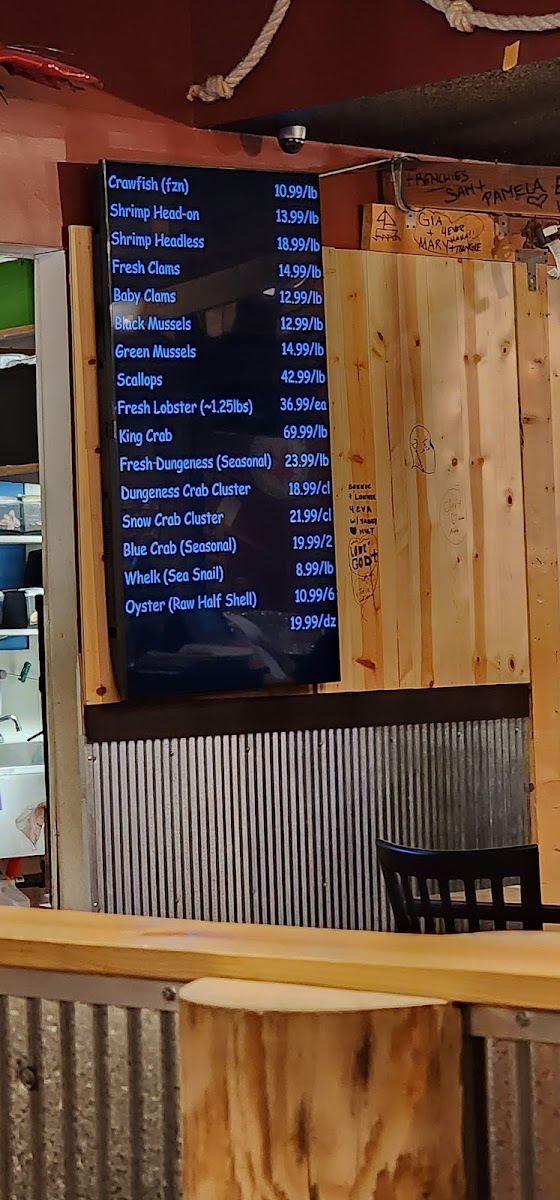 Crawfish (fzn) 10.99/lb
Shrimp Head-on 13.99/lb
Shrimp Headless 18.99/lb
Fresh Clams 14.99/lb
Baby Clams 12.99/lb
Black Mussels 12.99/lb
Green Mussels 14.99/lb
Scallops 42.99/lb
Fresh Lobster (~1.25lbs) 36.99/ea
King Crab 69.99/lb
Fresh-Dungeness (Seasonal) 23.99/lb
Dungeness Crab Cluster 18.99/cl
Snow Crab Cluster 21.99/cl
Blue Crab (Seasonal) 19.99/2
Whelk (Sea Snail) 8.99/lb
Oyster (Raw Half Shell) 10.99/6
19.99/dz
FRENCHIES
SAM + PAMELA
GIA
+ 4EVR
MARY
4EVA
LOVE
GOD